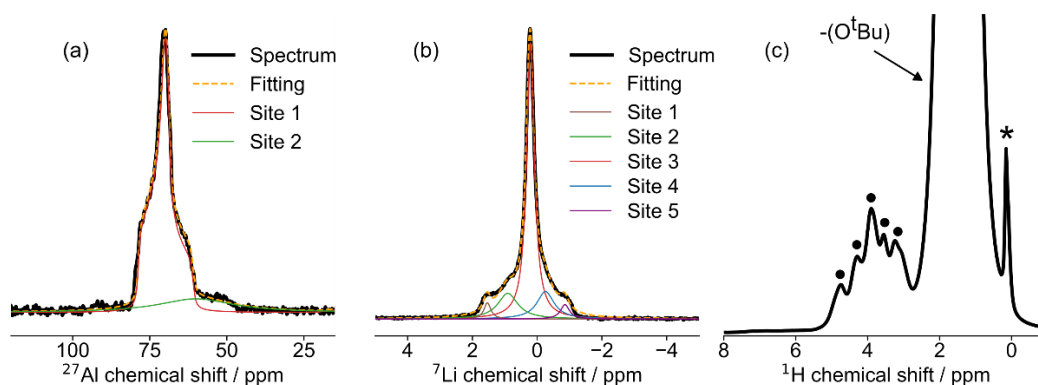 (a)
Spectrum
Fitting
Site 1
Site 2
100 75 50 25
²⁷Al chemical shift / ppm
(b)
Spectrum
Fitting
Site 1
Site 2
Site 3
Site 4
Site 5
4 2 0 −2 −4
⁷Li chemical shift / ppm
(c)
-(OᵗBu)
*
8 6 4 2 0
¹H chemical shift / ppm